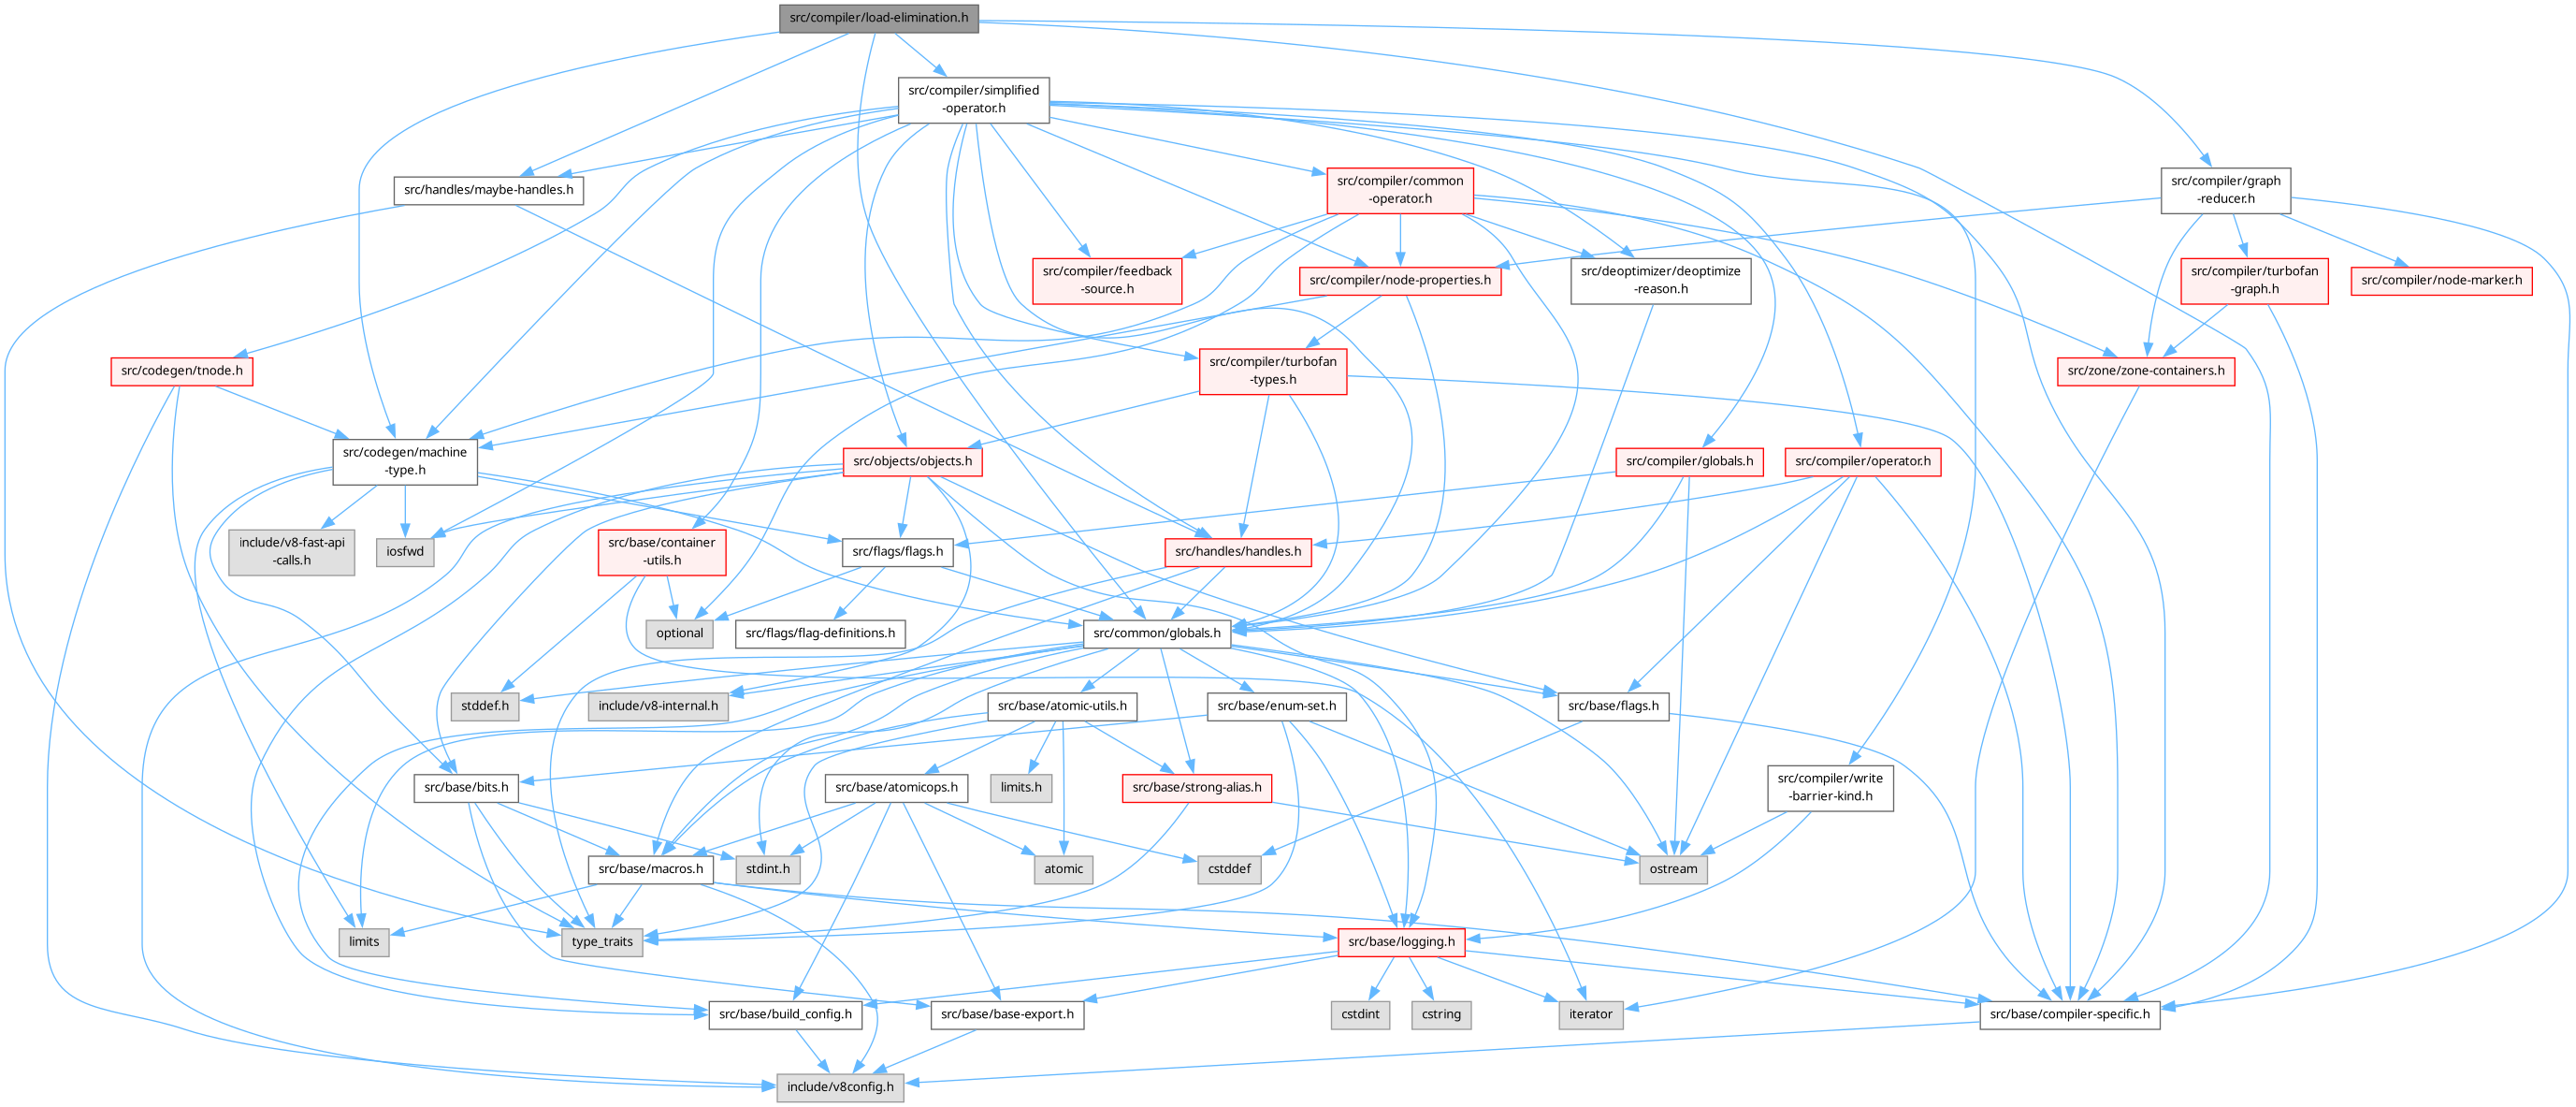 src/compiler/load-elimination.h
src/compiler/simplified
-operator.h
src/handles/maybe-handles.h
src/compiler/common
-operator.h
src/compiler/graph
-reducer.h
src/compiler/feedback
-source.h
src/compiler/node-properties.h
src/deoptimizer/deoptimize
-reason.h
src/compiler/turbofan
-graph.h
src/compiler/node-marker.h
src/codegen/tnode.h
src/compiler/turbofan
-types.h
src/zone/zone-containers.h
src/codegen/machine
-type.h
src/objects/objects.h
src/compiler/globals.h
src/compiler/operator.h
include/v8-fast-api
-calls.h
iosfwd
src/base/container
-utils.h
src/flags/flags.h
src/handles/handles.h
optional
src/flags/flag-definitions.h
src/common/globals.h
stddef.h
include/v8-internal.h
src/base/atomic-utils.h
src/base/enum-set.h
src/base/flags.h
src/base/bits.h
src/base/atomicops.h
limits.h
src/base/strong-alias.h
src/compiler/write
-barrier-kind.h
src/base/macros.h
stdint.h
atomic
cstddef
ostream
limits
type_traits
src/base/logging.h
src/base/build_config.h
src/base/base-export.h
cstdint
cstring
iterator
src/base/compiler-specific.h
include/v8config.h